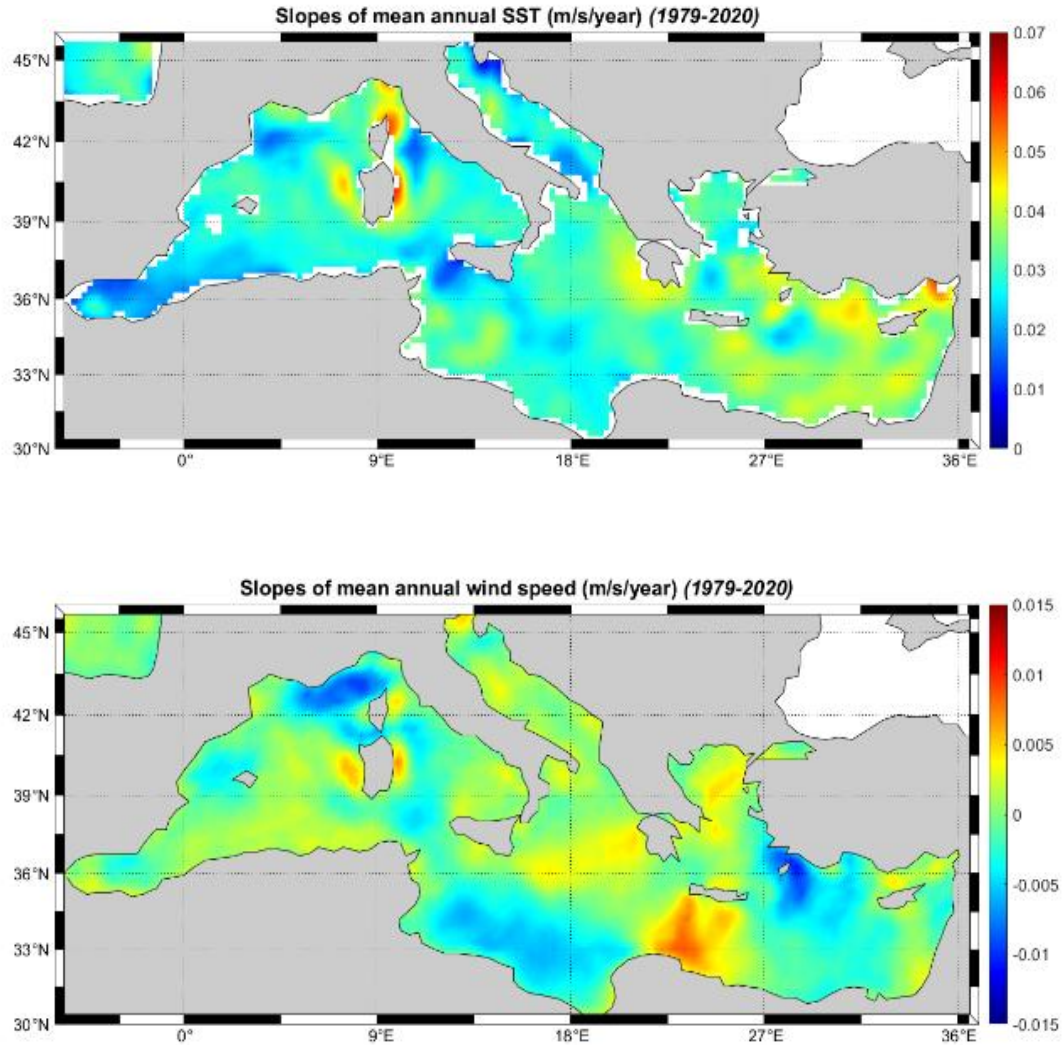 Slopes of mean annual SST (m/s/year) (1979-2020)
45°N
42°N
39°N
36°N
33°N
30°N
0°
9°E
18°E
27°E
36°E
0.07
0.06
0.05
0.04
0.03
0.02
0.01
0
Slopes of mean annual wind speed (m/s/year) (1979-2020)
45°N
42°N
39°N
36°N
33°N
30°N
0°
9°E
18°E
27°E
36°E
0.015
0.01
0.005
0
-0.005
-0.01
-0.015